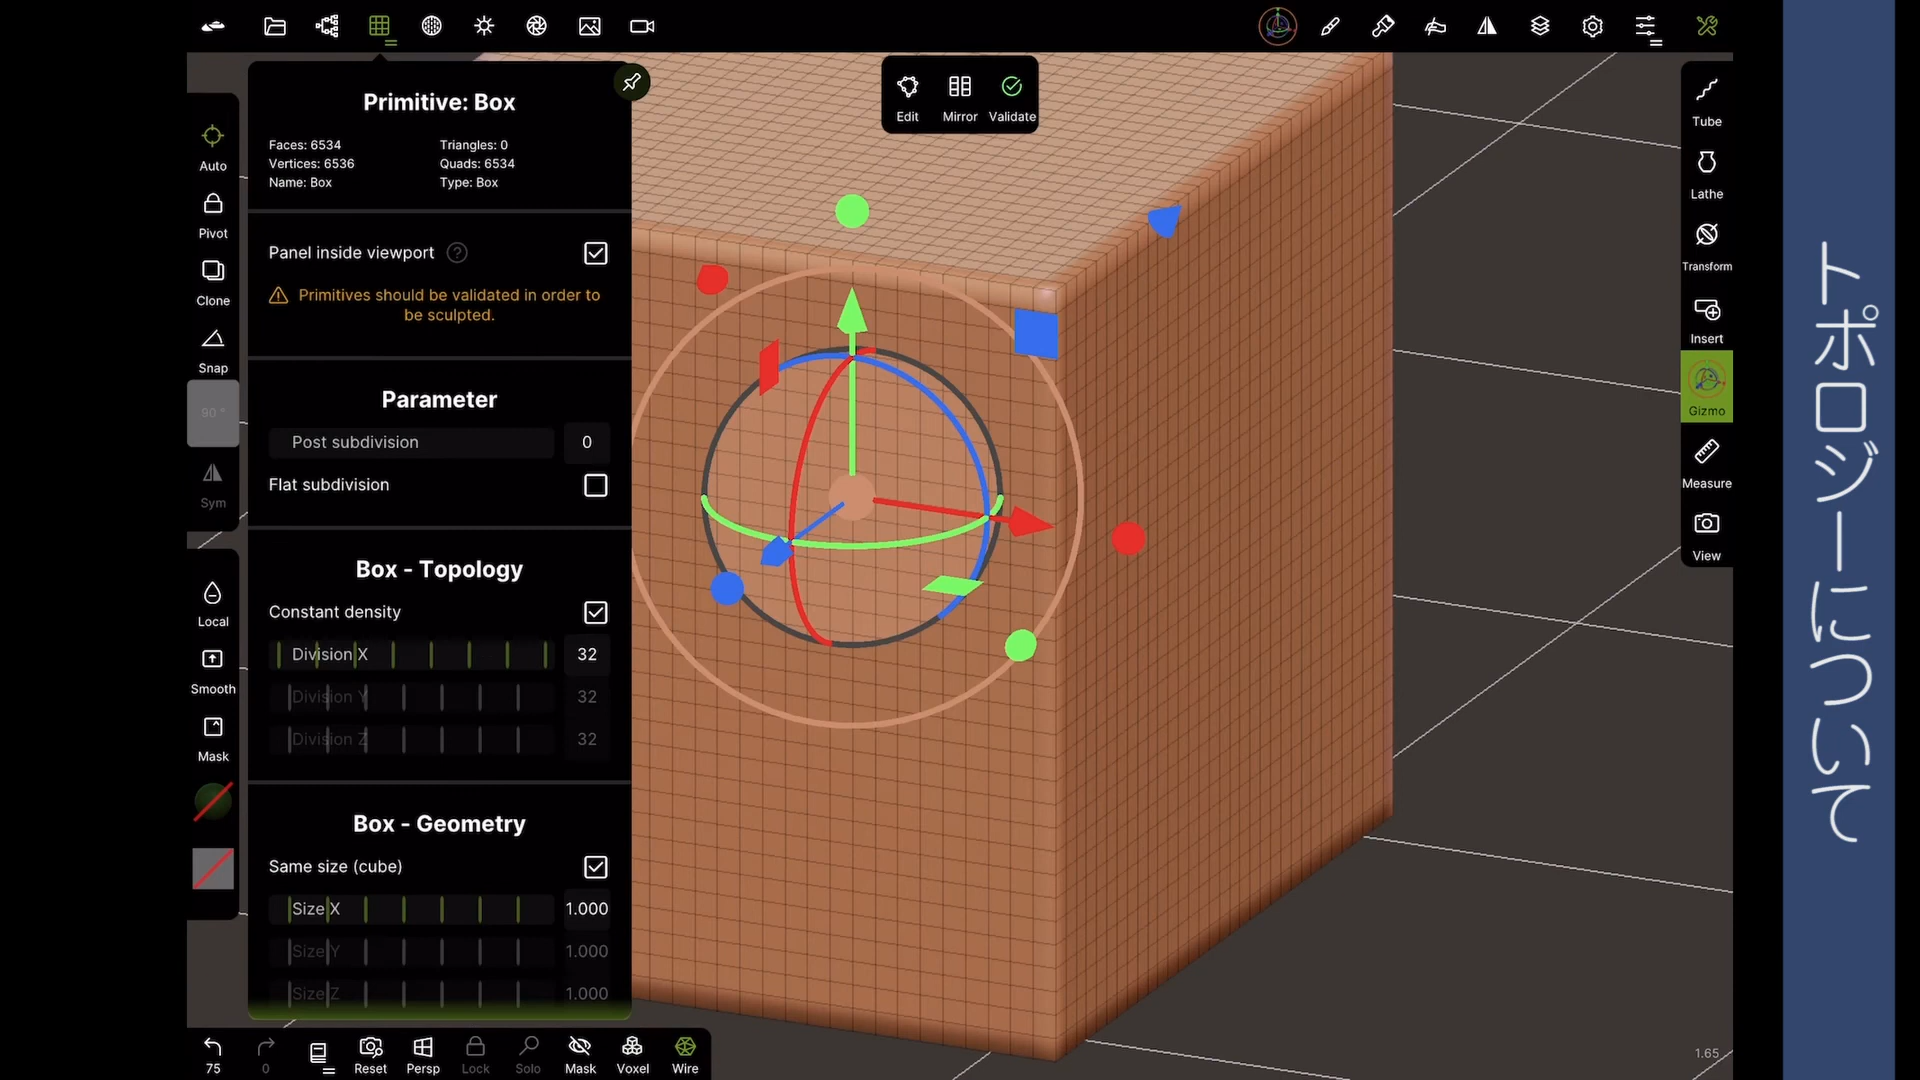 Edit
Mirror
Validate
Primitive: Box
Faces: 6534
Triangles: 0
Vertices: 6536
Quads: 6534
Name: Box
Type: Box
Panel inside viewport ?
Primitives should be validated in order to
be sculpted.
Parameter
Post subdivision 0
Flat subdivision
Box - Topology
Constant density
Division X 32
Division Y 32
Division Z 32
Box - Geometry
Same size (cube)
Size X 1.000
Size Y 1.000
Size Z 1.000
Auto
Pivot
Clone
Snap
90 °
Sym
Local
Smooth
Mask
75
0
Reset
Persp
Lock
Solo
Mask
Voxel
Wire
Tube
Lathe
Transform
Insert
Gizmo
Measure
View
1.65
トポロジーについて